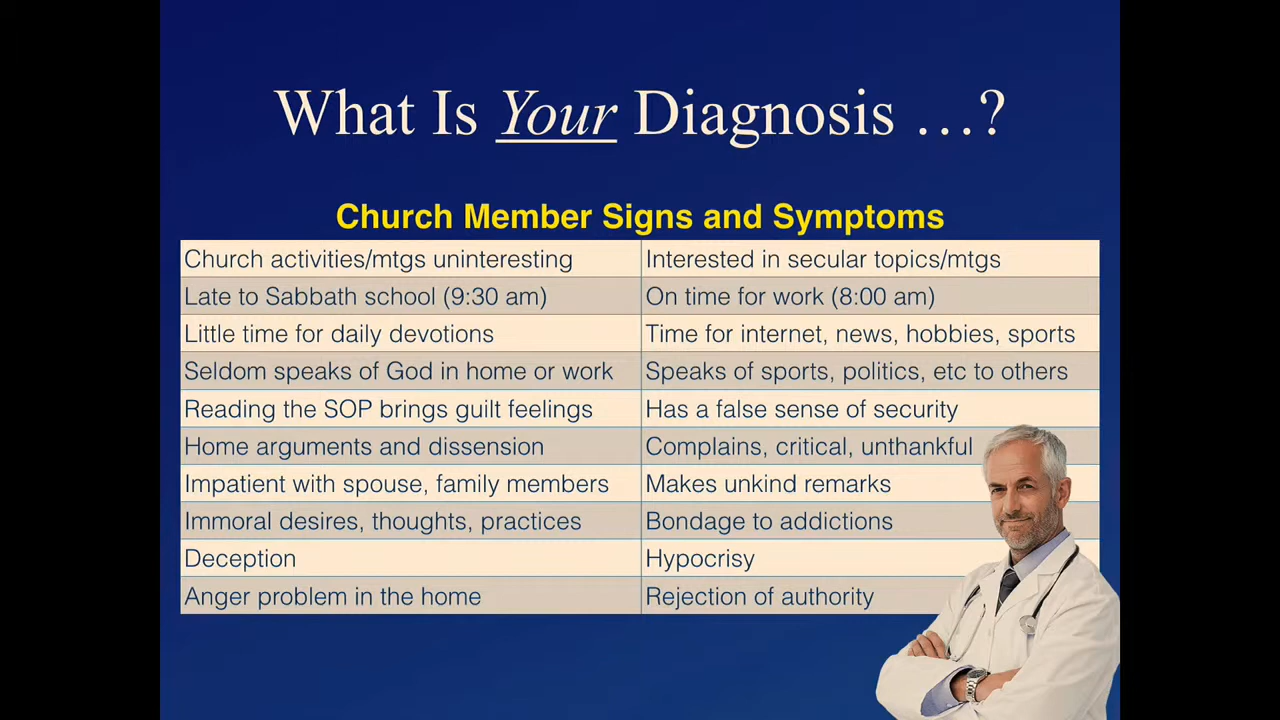 What Is Your Diagnosis …?
Church Member Signs and Symptoms
Church activities/mtgs uninteresting Interested in secular topics/mtgs
Late to Sabbath school (9:30 am) On time for work (8:00 am)
Little time for daily devotions Time for internet, news, hobbies, sports
Seldom speaks of God in home or work Speaks of sports, politics, etc to others
Reading the SOP brings guilt feelings Has a false sense of security
Home arguments and dissension Complains, critical, unthankful
Impatient with spouse, family members Makes unkind remarks
Immoral desires, thoughts, practices Bondage to addictions
Deception Hypocrisy
Anger problem in the home Rejection of authority